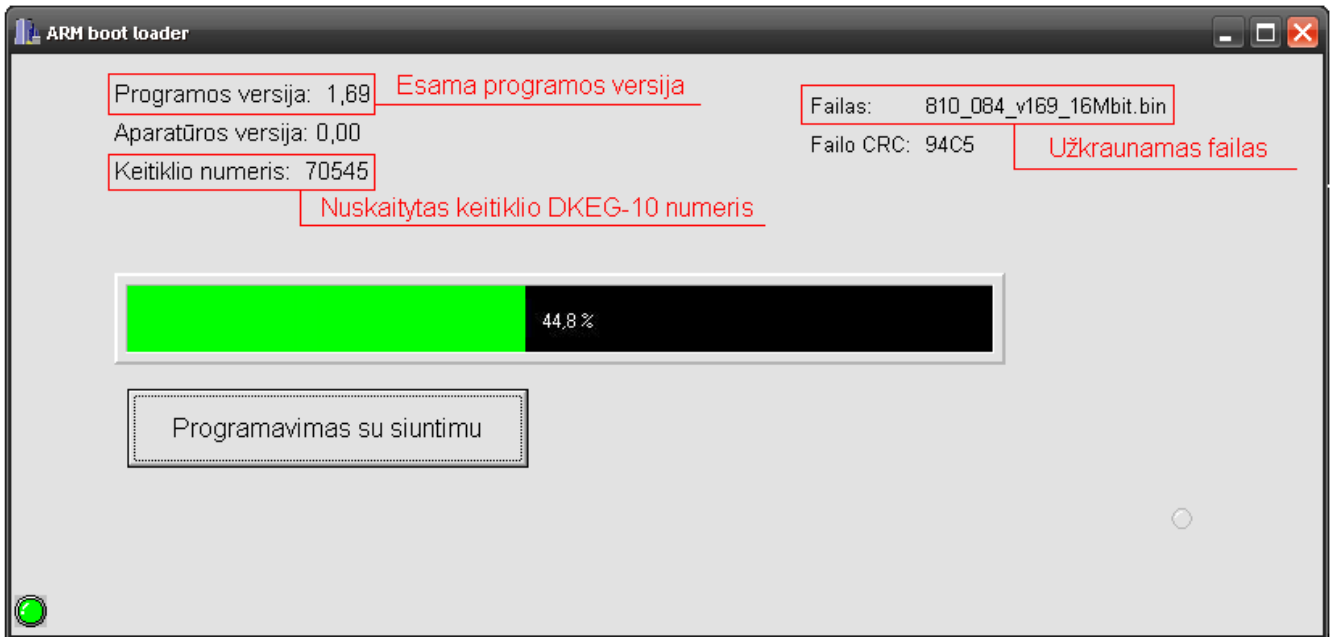 ARM boot loader
Programos versija: 1,69
Esama programos versija
Aparatūros versija: 0,00
Keitiklio numeris: 70545
Nuskaitytas keitiklio DKEG-10 numeris
Failas: 810_084_v169_16Mbit.bin
Failo CRC: 94C5
Užkraunamas failas
44,8 %
Programavimas su siuntimu